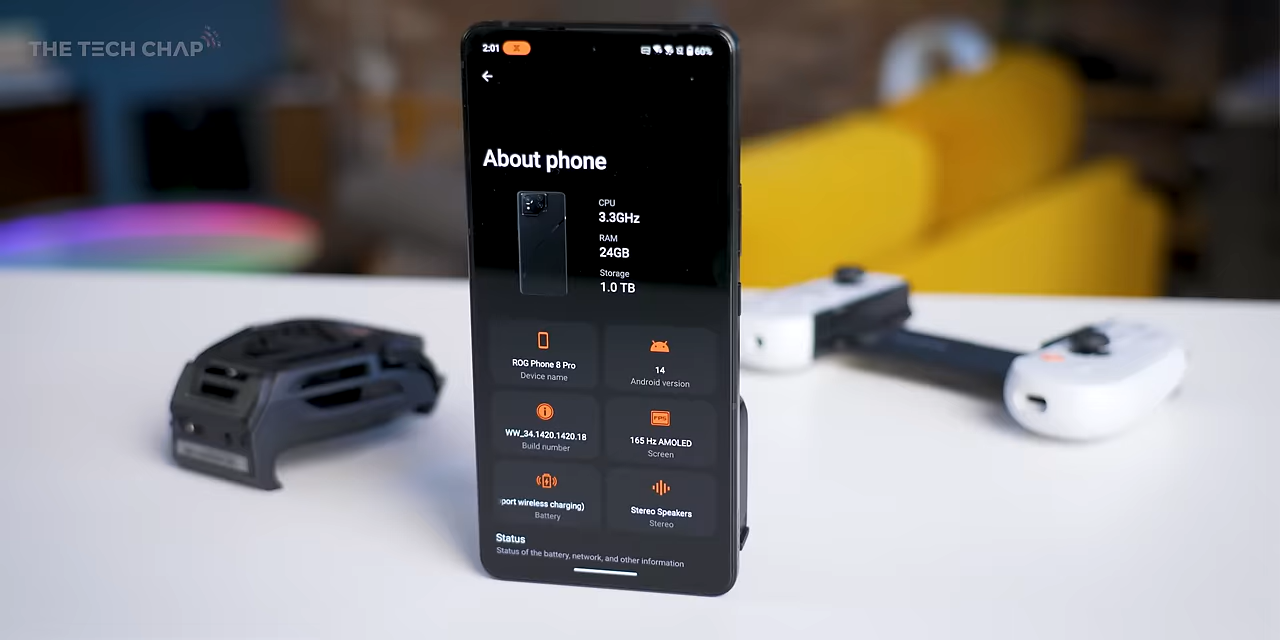 THE TECH CHAP
2:01
60%
About phone
CPU
3.3GHz
RAM
24GB
Storage
1.0 TB
ROG Phone 8 Pro
Device name
14
Android version
WW_34.1420.1420.18
Build number
FPS
165 Hz AMOLED
Screen
port wireless charging)
Battery
Stereo Speakers
Stereo
Status
Status of the battery, network, and other information